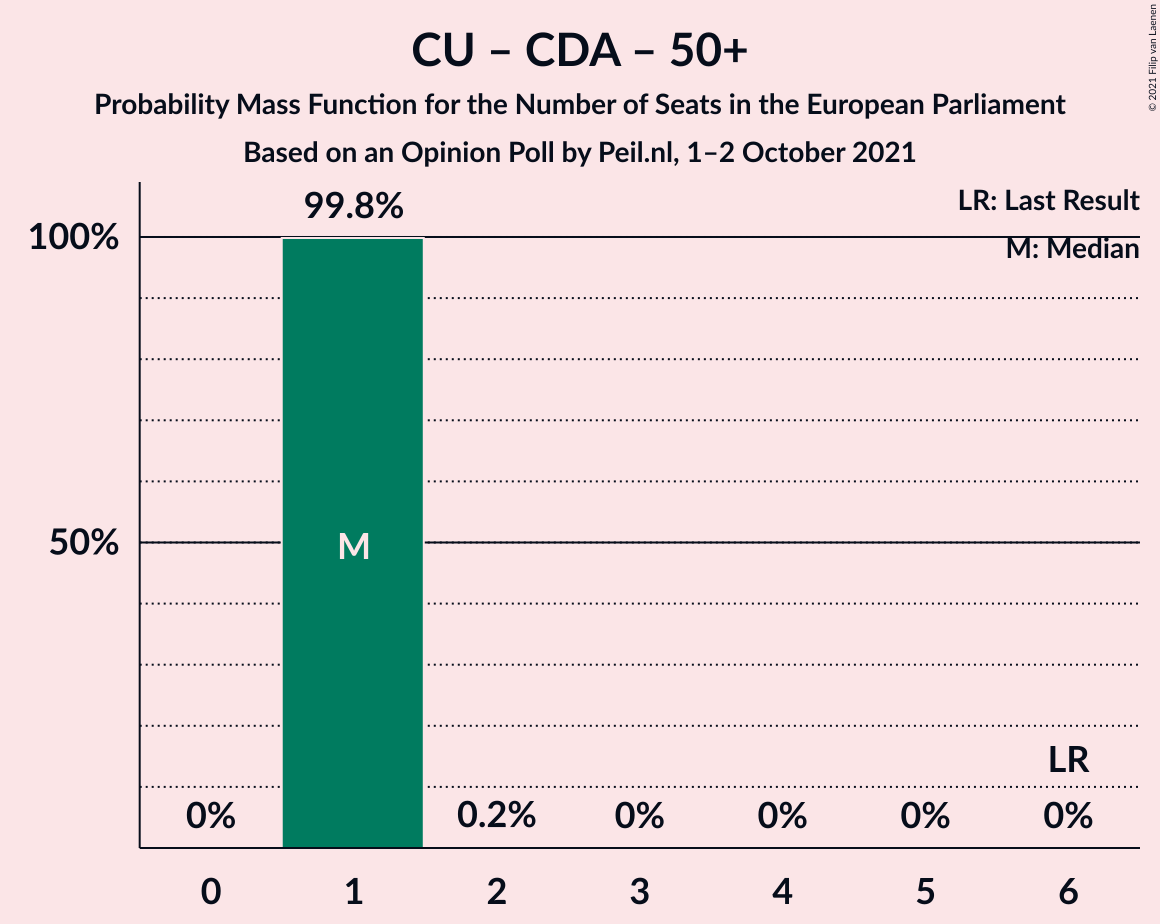 CU – CDA – 50+
Probability Mass Function for the Number of Seats in the European Parliament
Based on an Opinion Poll by Peil.nl, 1–2 October 2021
© 2021 Filip van Laenen
LR: Last Result
M: Median
99.8%
100%
50%
M
LR
0%
0.2%
0%
0%
0%
0%
0
1
2
3
4
5
6